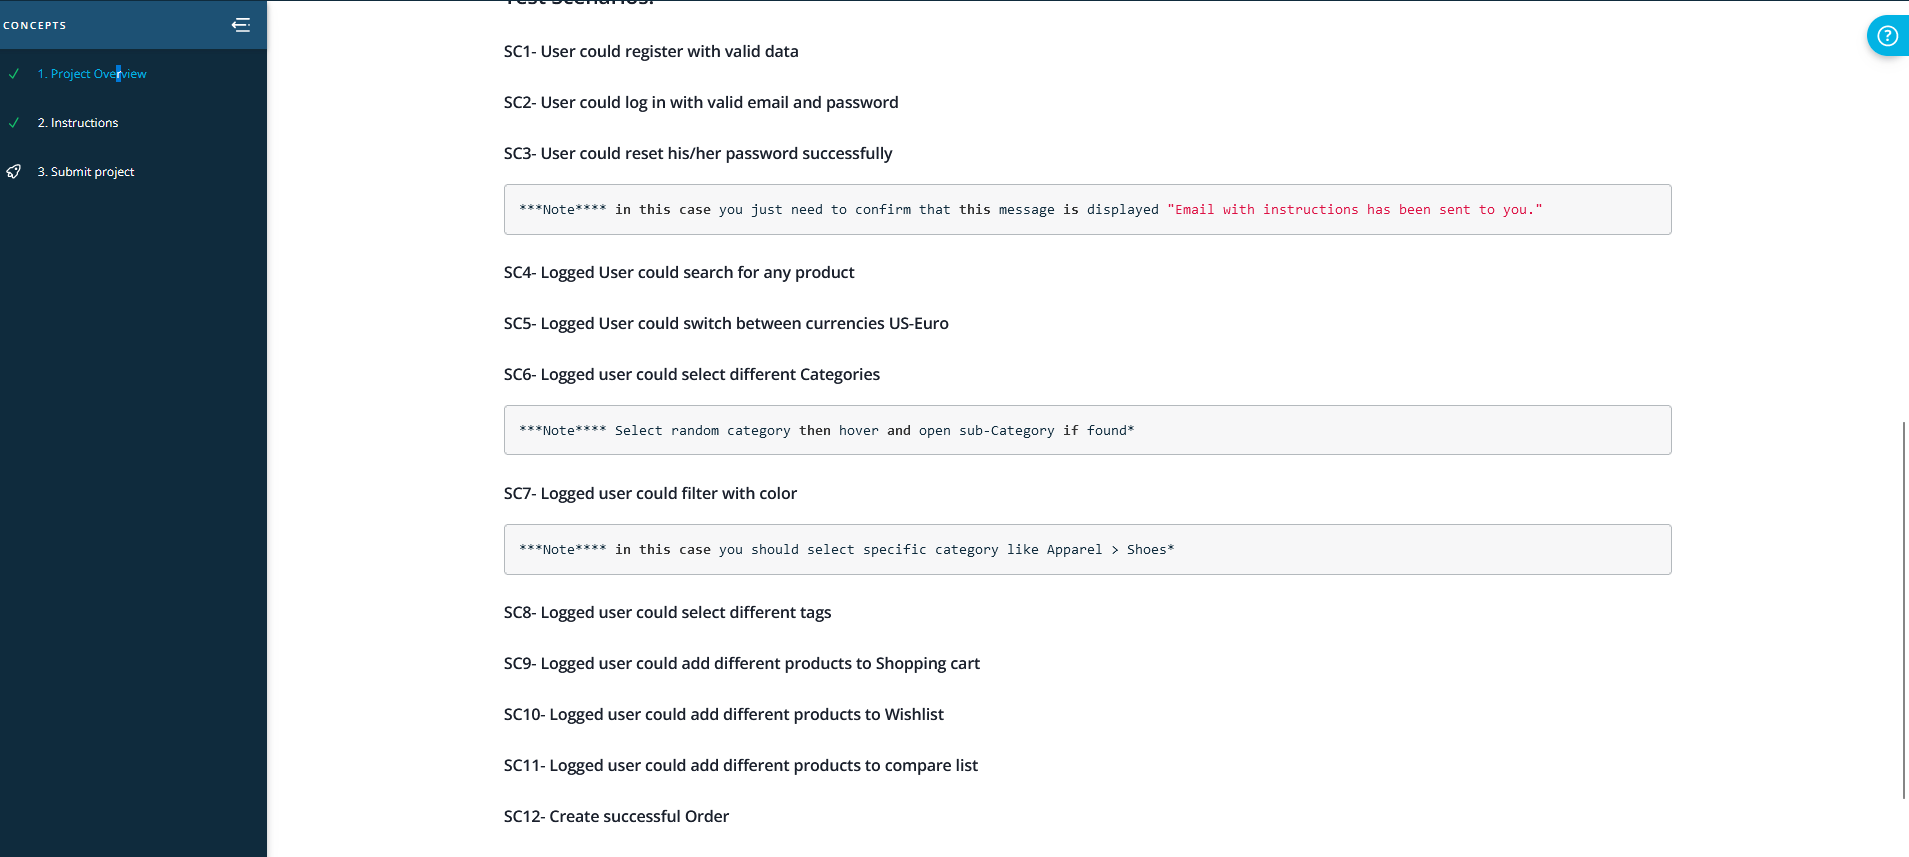 CONCEPTS
1. Project Overview
2. Instructions
3. Submit project
Test Scenarios:
SC1- User could register with valid data
SC2- User could log in with valid email and password
SC3- User could reset his/her password successfully
***Note**** in this case you just need to confirm that this message is displayed "Email with instructions has been sent to you."
SC4- Logged User could search for any product
SC5- Logged User could switch between currencies US-Euro
SC6- Logged user could select different Categories
***Note**** Select random category then hover and open sub-Category if found*
SC7- Logged user could filter with color
***Note**** in this case you should select specific category like Apparel > Shoes*
SC8- Logged user could select different tags
SC9- Logged user could add different products to Shopping cart
SC10- Logged user could add different products to Wishlist
SC11- Logged user could add different products to compare list
SC12- Create successful Order